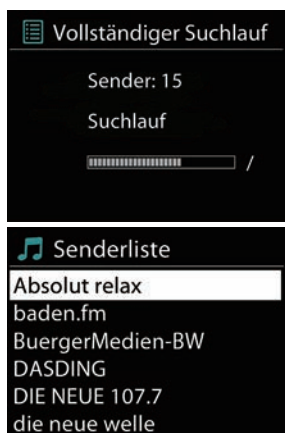 Vollständiger Suchlauf
Sender: 15
Suchlauf
/
Senderliste
Absolut relax
baden.fm
BuergerMedien-BW
DASDING
DIE NEUE 107.7
die neue welle